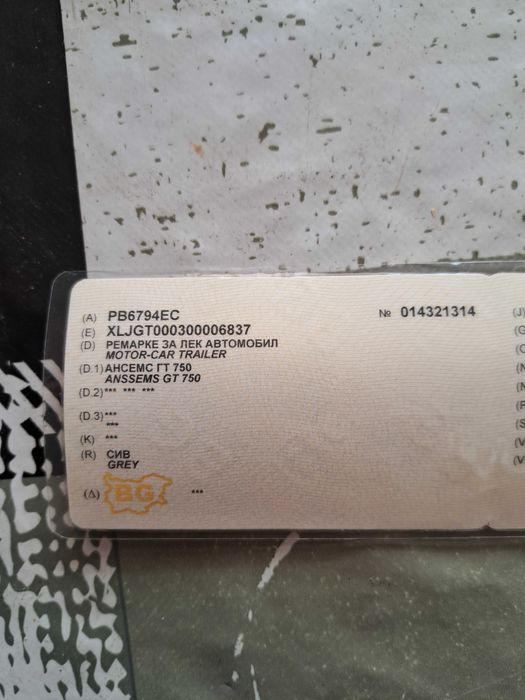 (A) PB6794EC № 014321314
(E) XLJGT000300006837
(D) РЕМАРКЕ ЗА ЛЕК АВТОМОБИЛ
MOTOR-CAR TRAILER
(D.1) АНСЕМС ГТ 750
ANSSEMS GT 750
(D.2) *** *** ***
(D.3) ***
***
(K) ***
(R) СИВ
GREY
(Δ) BG ***
(J)